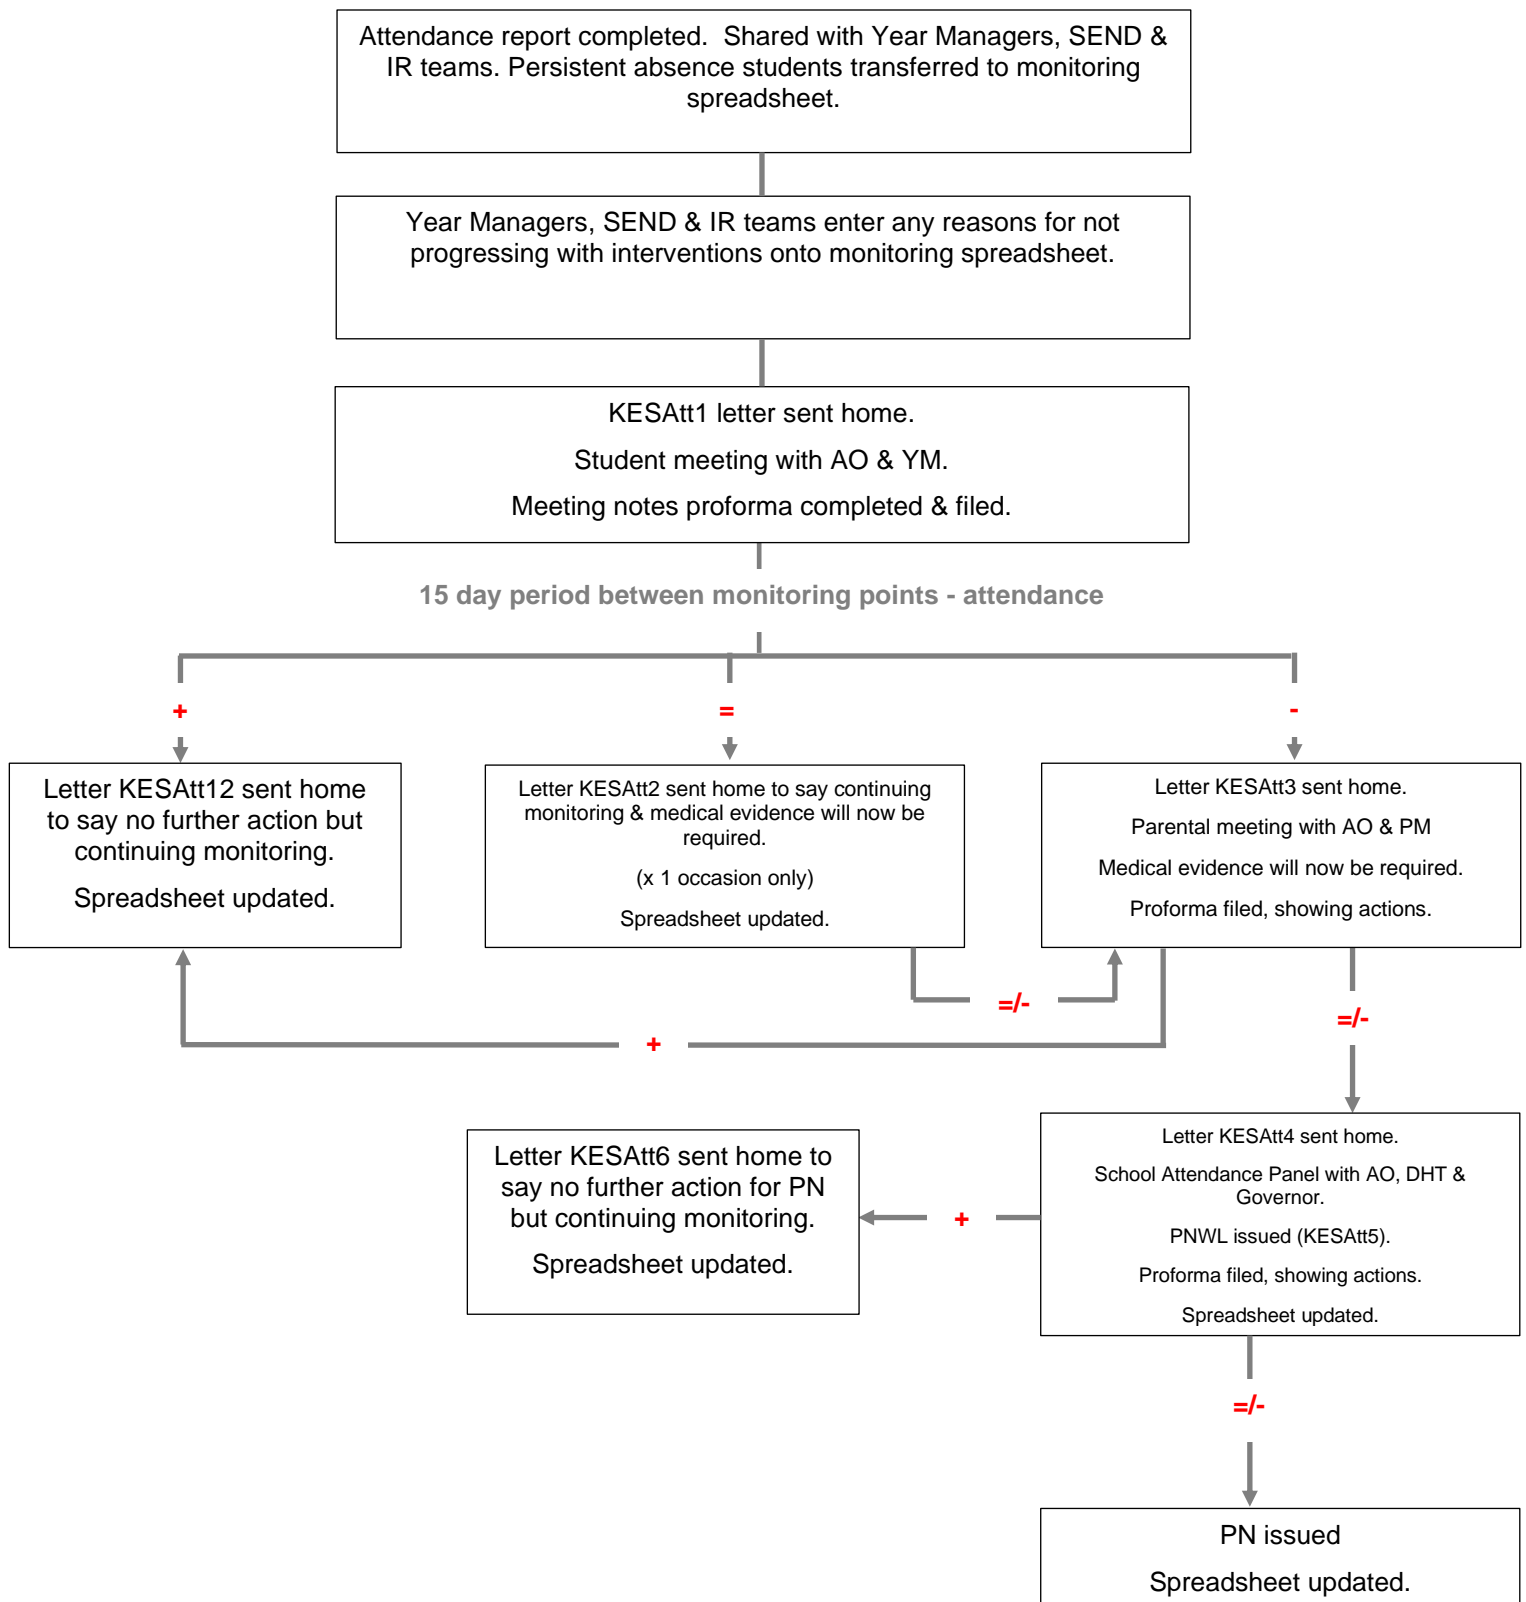 Attendance report completed.  Shared with Year Managers, SEND &
IR teams. Persistent absence students transferred to monitoring
spreadsheet.
Year Managers, SEND & IR teams enter any reasons for not
progressing with interventions onto monitoring spreadsheet.
KESAtt1 letter sent home.
Student meeting with AO & YM.
Meeting notes proforma completed & filed.
15 day period between monitoring points - attendance
+
=
-
Letter KESAtt12 sent home
to say no further action but
continuing monitoring.
Spreadsheet updated.
Letter KESAtt2 sent home to say continuing
monitoring & medical evidence will now be
required.
(x 1 occasion only)
Spreadsheet updated.
Letter KESAtt3 sent home.
Parental meeting with AO & PM
Medical evidence will now be required.
Proforma filed, showing actions.
=/-
=/-
+
Letter KESAtt6 sent home to
say no further action for PN
but continuing monitoring.
Spreadsheet updated.
+
Letter KESAtt4 sent home.
School Attendance Panel with AO, DHT &
Governor.
PNWL issued (KESAtt5).
Proforma filed, showing actions.
Spreadsheet updated.
=/-
PN issued
Spreadsheet updated.